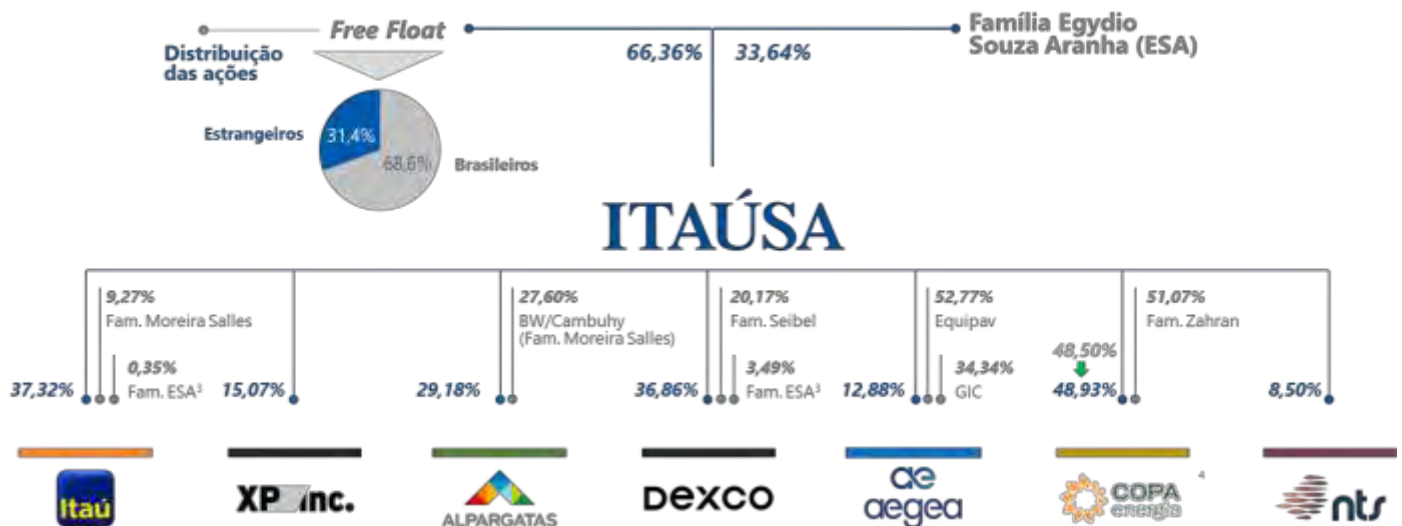 Free Float
Distribuição
das ações
66,36%
33,64%
Família Egydio
Souza Aranha (ESA)
Estrangeiros
31,4%
68,6%
Brasileiros
ITAÚSA
9,27%
Fam. Moreira Salles
0,35%
Fam. ESA³
37,32%
15,07%
27,60%
BW/Cambuhy
(Fam. Moreira Salles)
29,18%
20,17%
Fam. Seibel
3,49%
Fam. ESA³
36,86%
52,77%
Equipav
34,34%
GIC
12,88%
51,07%
Fam. Zahran
48,50%
48,93%
8,50%
Itaú
XP inc.
ALPARGATAS
Dexco
ae
aegea
COPA
energia
4
nts